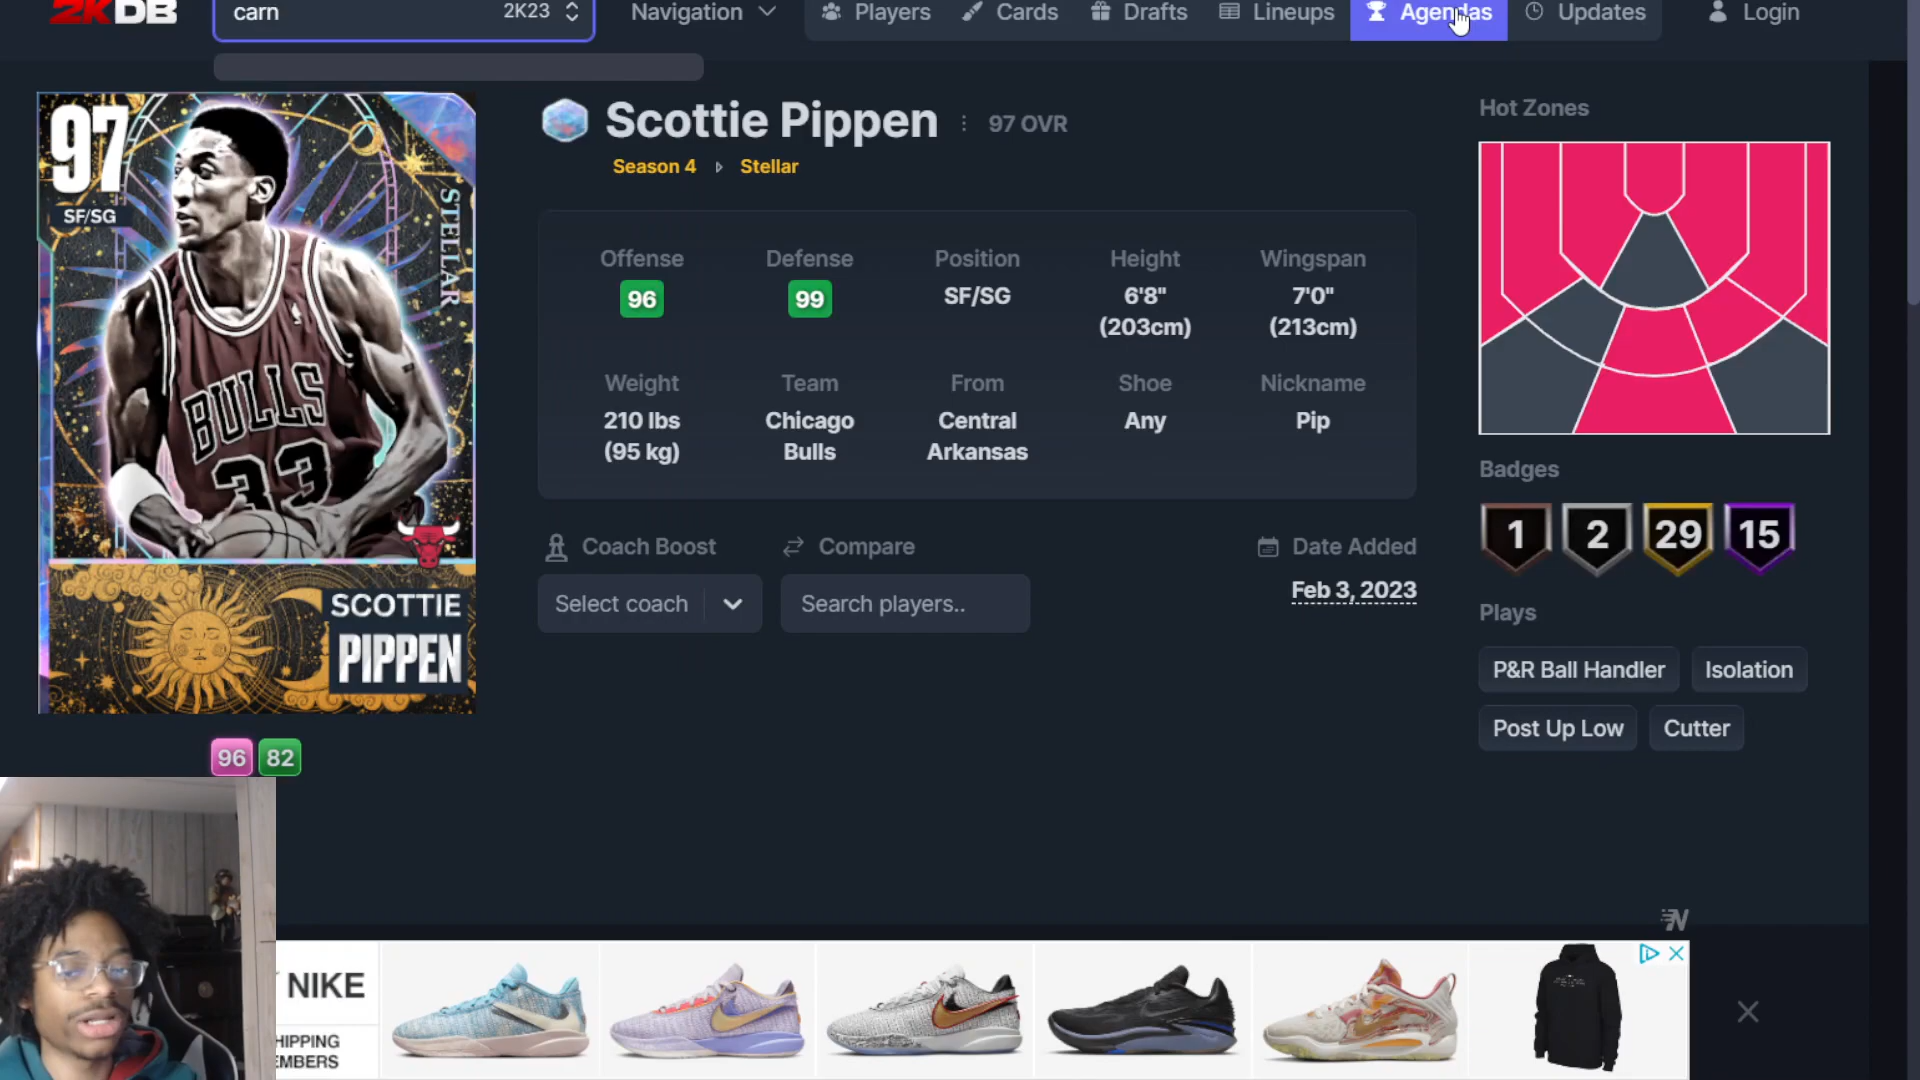 2KDB
carn
2K23
Navigation
Players
Cards
Drafts
Lineups
Agendas
Updates
Login
97
SF/SG
STELLAR
BULLS
33
SCOTTIE
PIPPEN
96 82
Scottie Pippen
97 OVR
Season 4
Stellar
Offense
Defense
Position
Height
Wingspan
96
99
SF/SG
6'8"
(203cm)
7'0"
(213cm)
Weight
Team
From
Shoe
Nickname
210 lbs
(95 kg)
Chicago
Bulls
Central
Arkansas
Any
Pip
Coach Boost
Compare
Date Added
Select coach
Search players..
Feb 3, 2023
Hot Zones
Badges
1 2 29 15
Plays
P&R Ball Handler
Isolation
Post Up Low
Cutter
NIKE